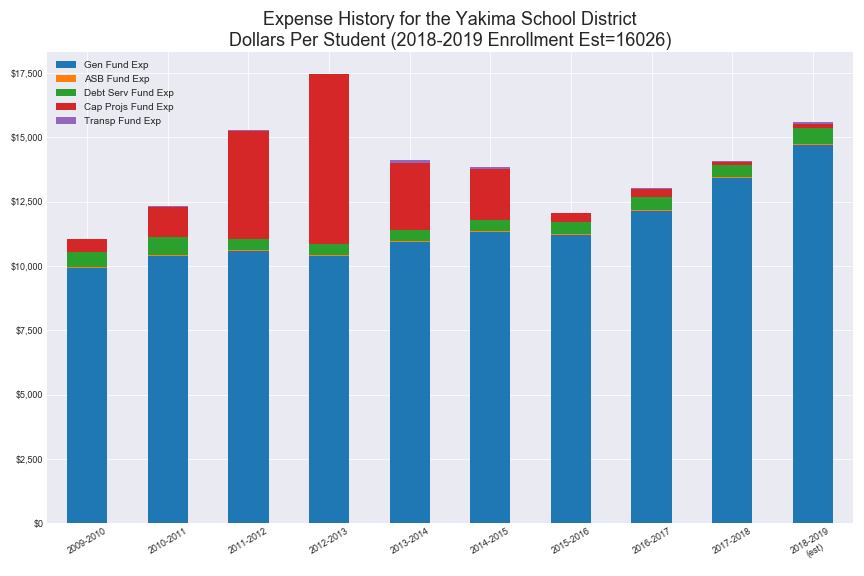 Expense History for the Yakima School District
Dollars Per Student (2018-2019 Enrollment Est=16026)
Gen Fund Exp
ASB Fund Exp
Debt Serv Fund Exp
Cap Projs Fund Exp
Transp Fund Exp
$17,500
$15,000
$12,500
$10,000
$7,500
$5,000
$2,500
$0
2009-2010
2010-2011
2011-2012
2012-2013
2013-2014
2014-2015
2015-2016
2016-2017
2017-2018
2018-2019
(est)